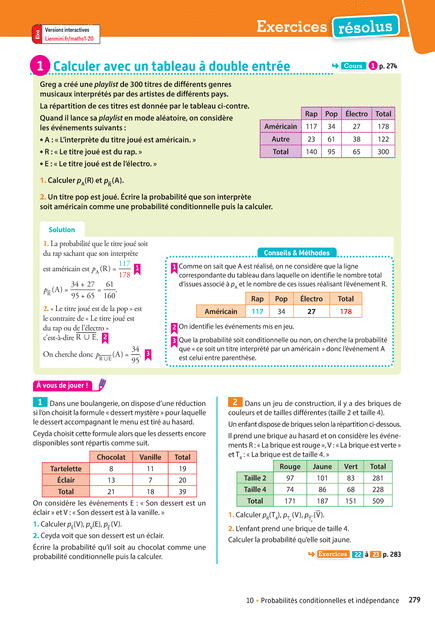 Exo
Versions interactives
Lienmini.fr/maths1-20
Exercices résolus
1 Calculer avec un tableau à double entrée
Cours 1 p. 274
Greg a créé une playlist de 300 titres de différents genres
musicaux interprétés par des artistes de différents pays.
La répartition de ces titres est donnée par le tableau ci-contre.
Quand il lance sa playlist en mode aléatoire, on considère
les événements suivants :
• A : « L'interprète du titre joué est américain. »
• R : « Le titre joué est du rap. »
• E : « Le titre joué est de l'électro. »
Rap Pop Électro Total
Américain 117 34 27 178
Autre 23 61 38 122
Total 140 95 65 300
1. Calculer p_A(R) et p_R̅(A).
2. Un titre pop est joué. Écrire la probabilité que son interprète
soit américain comme une probabilité conditionnelle puis la calculer.
Solution
1. La probabilité que le titre joué soit
du rap sachant que son interprète
est américain est p_A(R) = 117/178 1
p_R̅(A) = (34 + 27)/(95 + 65) = 61/160.
2. « Le titre joué est de la pop » est
le contraire de « Le titre joué est
du rap ou de l'électro »
c'est-à-dire R ∪ E. 2
On cherche donc p_R∪E(A) = 34/95. 3
Conseils & Méthodes
1 Comme on sait que A est réalisé, on ne considère que la ligne
correspondante du tableau dans laquelle on identifie le nombre total
d'issues associé à p_A et le nombre de ces issues réalisant l'événement R.
Rap Pop Électro Total
Américain 117 34 27 178
2 On identifie les événements mis en jeu.
3 Que la probabilité soit conditionnelle ou non, on cherche la probabilité
que « ce soit un titre interprété par un américain » donc l'événement A
est celui entre parenthèse.
À vous de jouer !
1 Dans une boulangerie, on dispose d'une réduction
si l'on choisit la formule « dessert mystère » pour laquelle
le dessert accompagnant le menu est tiré au hasard.
Ceyda choisit cette formule alors que les desserts encore
disponibles sont répartis comme suit.
Chocolat Vanille Total
Tartelette 8 11 19
Éclair 13 7 20
Total 21 18 39
On considère les événements E : « Son dessert est un
éclair » et V : « Son dessert est à la vanille. »
1. Calculer p_E(V), p_V(E), p_E̅(V).
2. Ceyda voit que son dessert est un éclair.
Écrire la probabilité qu'il soit au chocolat comme une
probabilité conditionnelle puis la calculer.
2 Dans un jeu de construction, il y a des briques de
couleurs et de tailles différentes (taille 2 et taille 4).
Un enfant dispose de briques selon la répartition ci-dessous.
Il prend une brique au hasard et on considère les événe-
ments R : « La brique est rouge », V : « La brique est verte »
et T₄ : « La brique est de taille 4. »
Rouge Jaune Vert Total
Taille 2 97 101 83 281
Taille 4 74 86 68 228
Total 171 187 151 509
1. Calculer p_R(T₄), p_T₄(V), p_T̅₄(V̅).
2. L'enfant prend une brique de taille 4.
Calculer la probabilité qu'elle soit jaune.
Exercices 22 à 23 p. 283
10 • Probabilités conditionnelles et indépendance 279